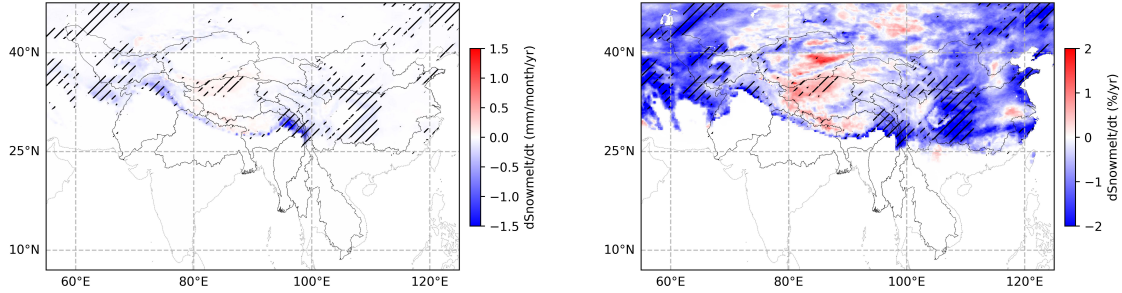 40°N
25°N
10°N
60°E
80°E
100°E
120°E
1.5
1.0
0.5
0.0
−0.5
−1.0
−1.5
dSnowmelt/dt (mm/month/yr)
40°N
25°N
10°N
60°E
80°E
100°E
120°E
2
1
0
−1
−2
dSnowmelt/dt (%/yr)